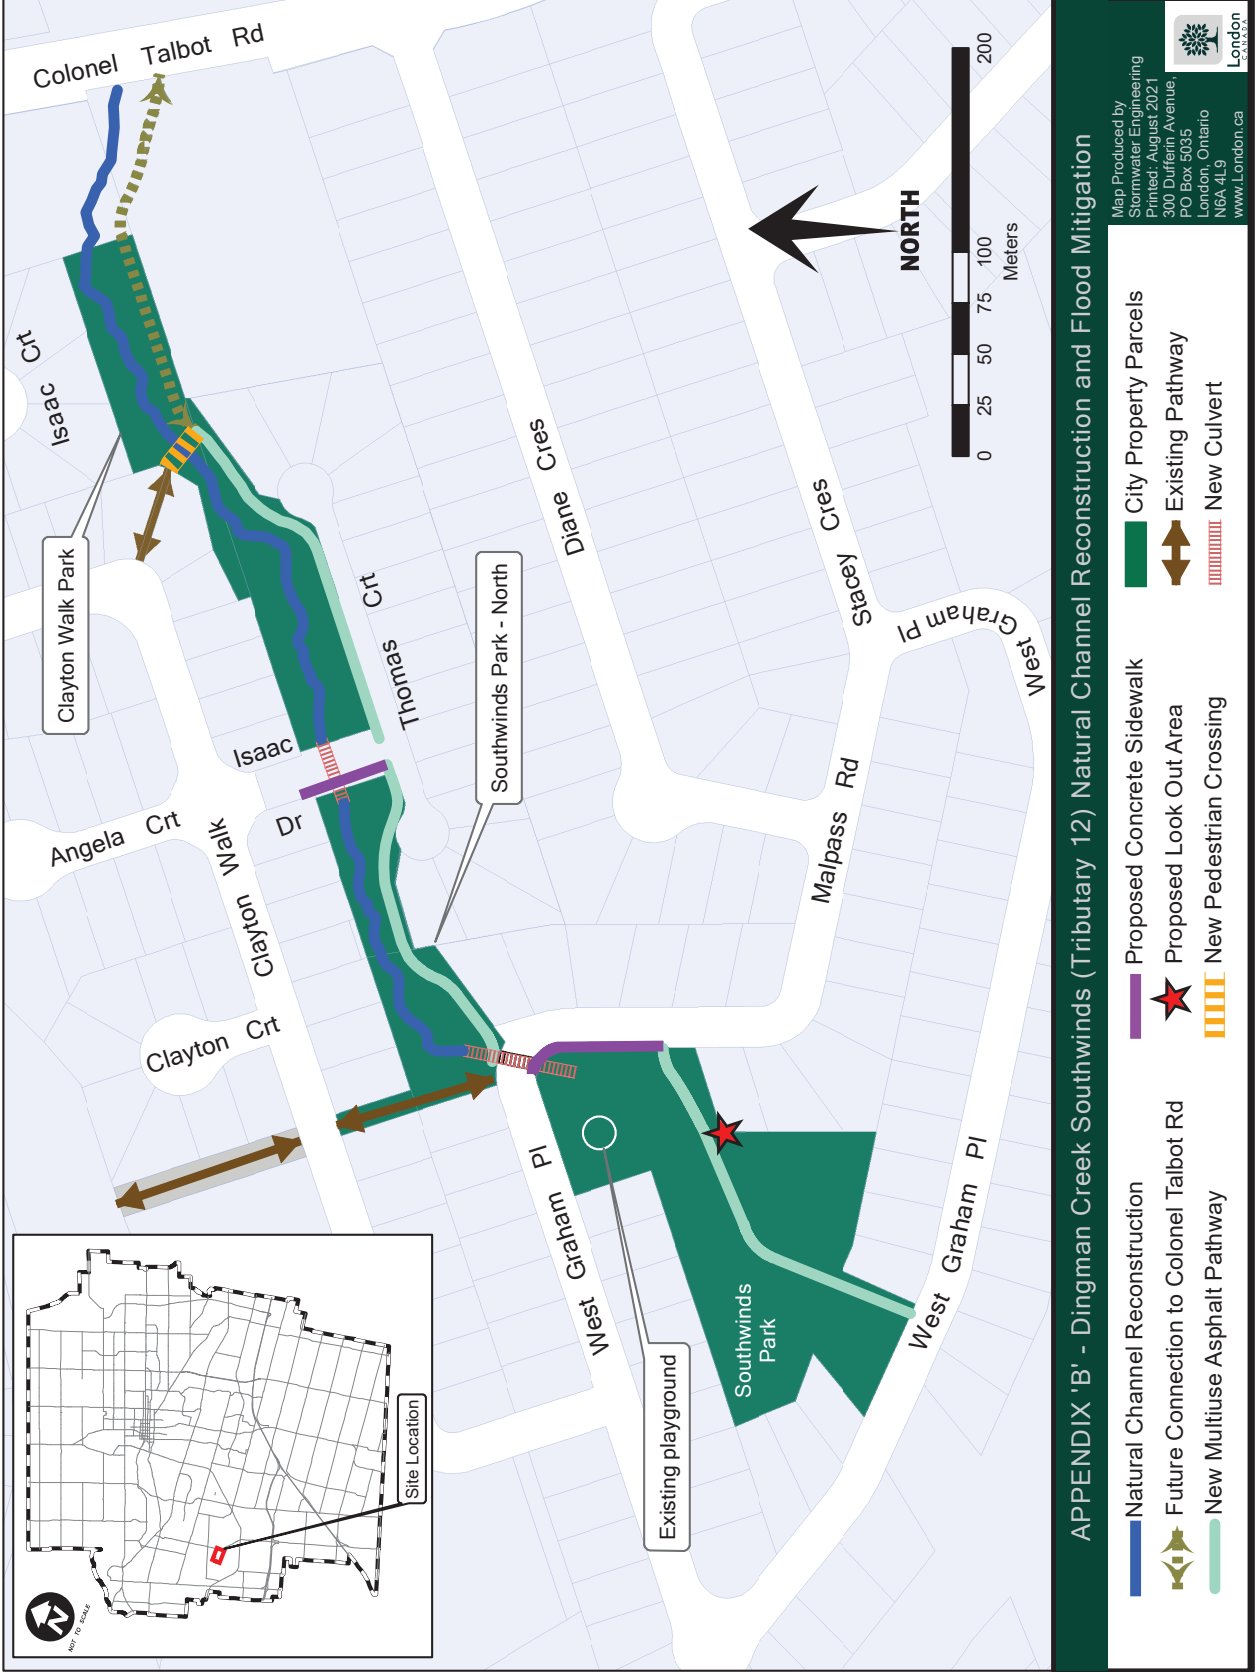 Colonel Talbot Rd
Isaac Crt
Clayton Walk Park
Thomas Crt
Isaac
Dr
Angela Crt
Clayton Walk
Clayton Crt
Southwinds Park - North
Diane Cres
Stacey Cres
West Graham Pl
Malpass Rd
West Graham Pl
West Graham Pl
Southwinds
Park
Existing playground
NORTH
0 25 50 75 100 200
Meters
N
NOT TO SCALE
Site Location
APPENDIX 'B' - Dingman Creek Southwinds (Tributary 12) Natural Channel Reconstruction and Flood Mitigation
Natural Channel Reconstruction
Future Connection to Colonel Talbot Rd
New Multiuse Asphalt Pathway
Proposed Concrete Sidewalk
Proposed Look Out Area
New Pedestrian Crossing
City Property Parcels
Existing Pathway
New Culvert
Map Produced by
Stormwater Engineering
Printed: August 2021
300 Dufferin Avenue,
PO Box 5035
London, Ontario
N6A 4L9
www.London.ca
London
CANADA